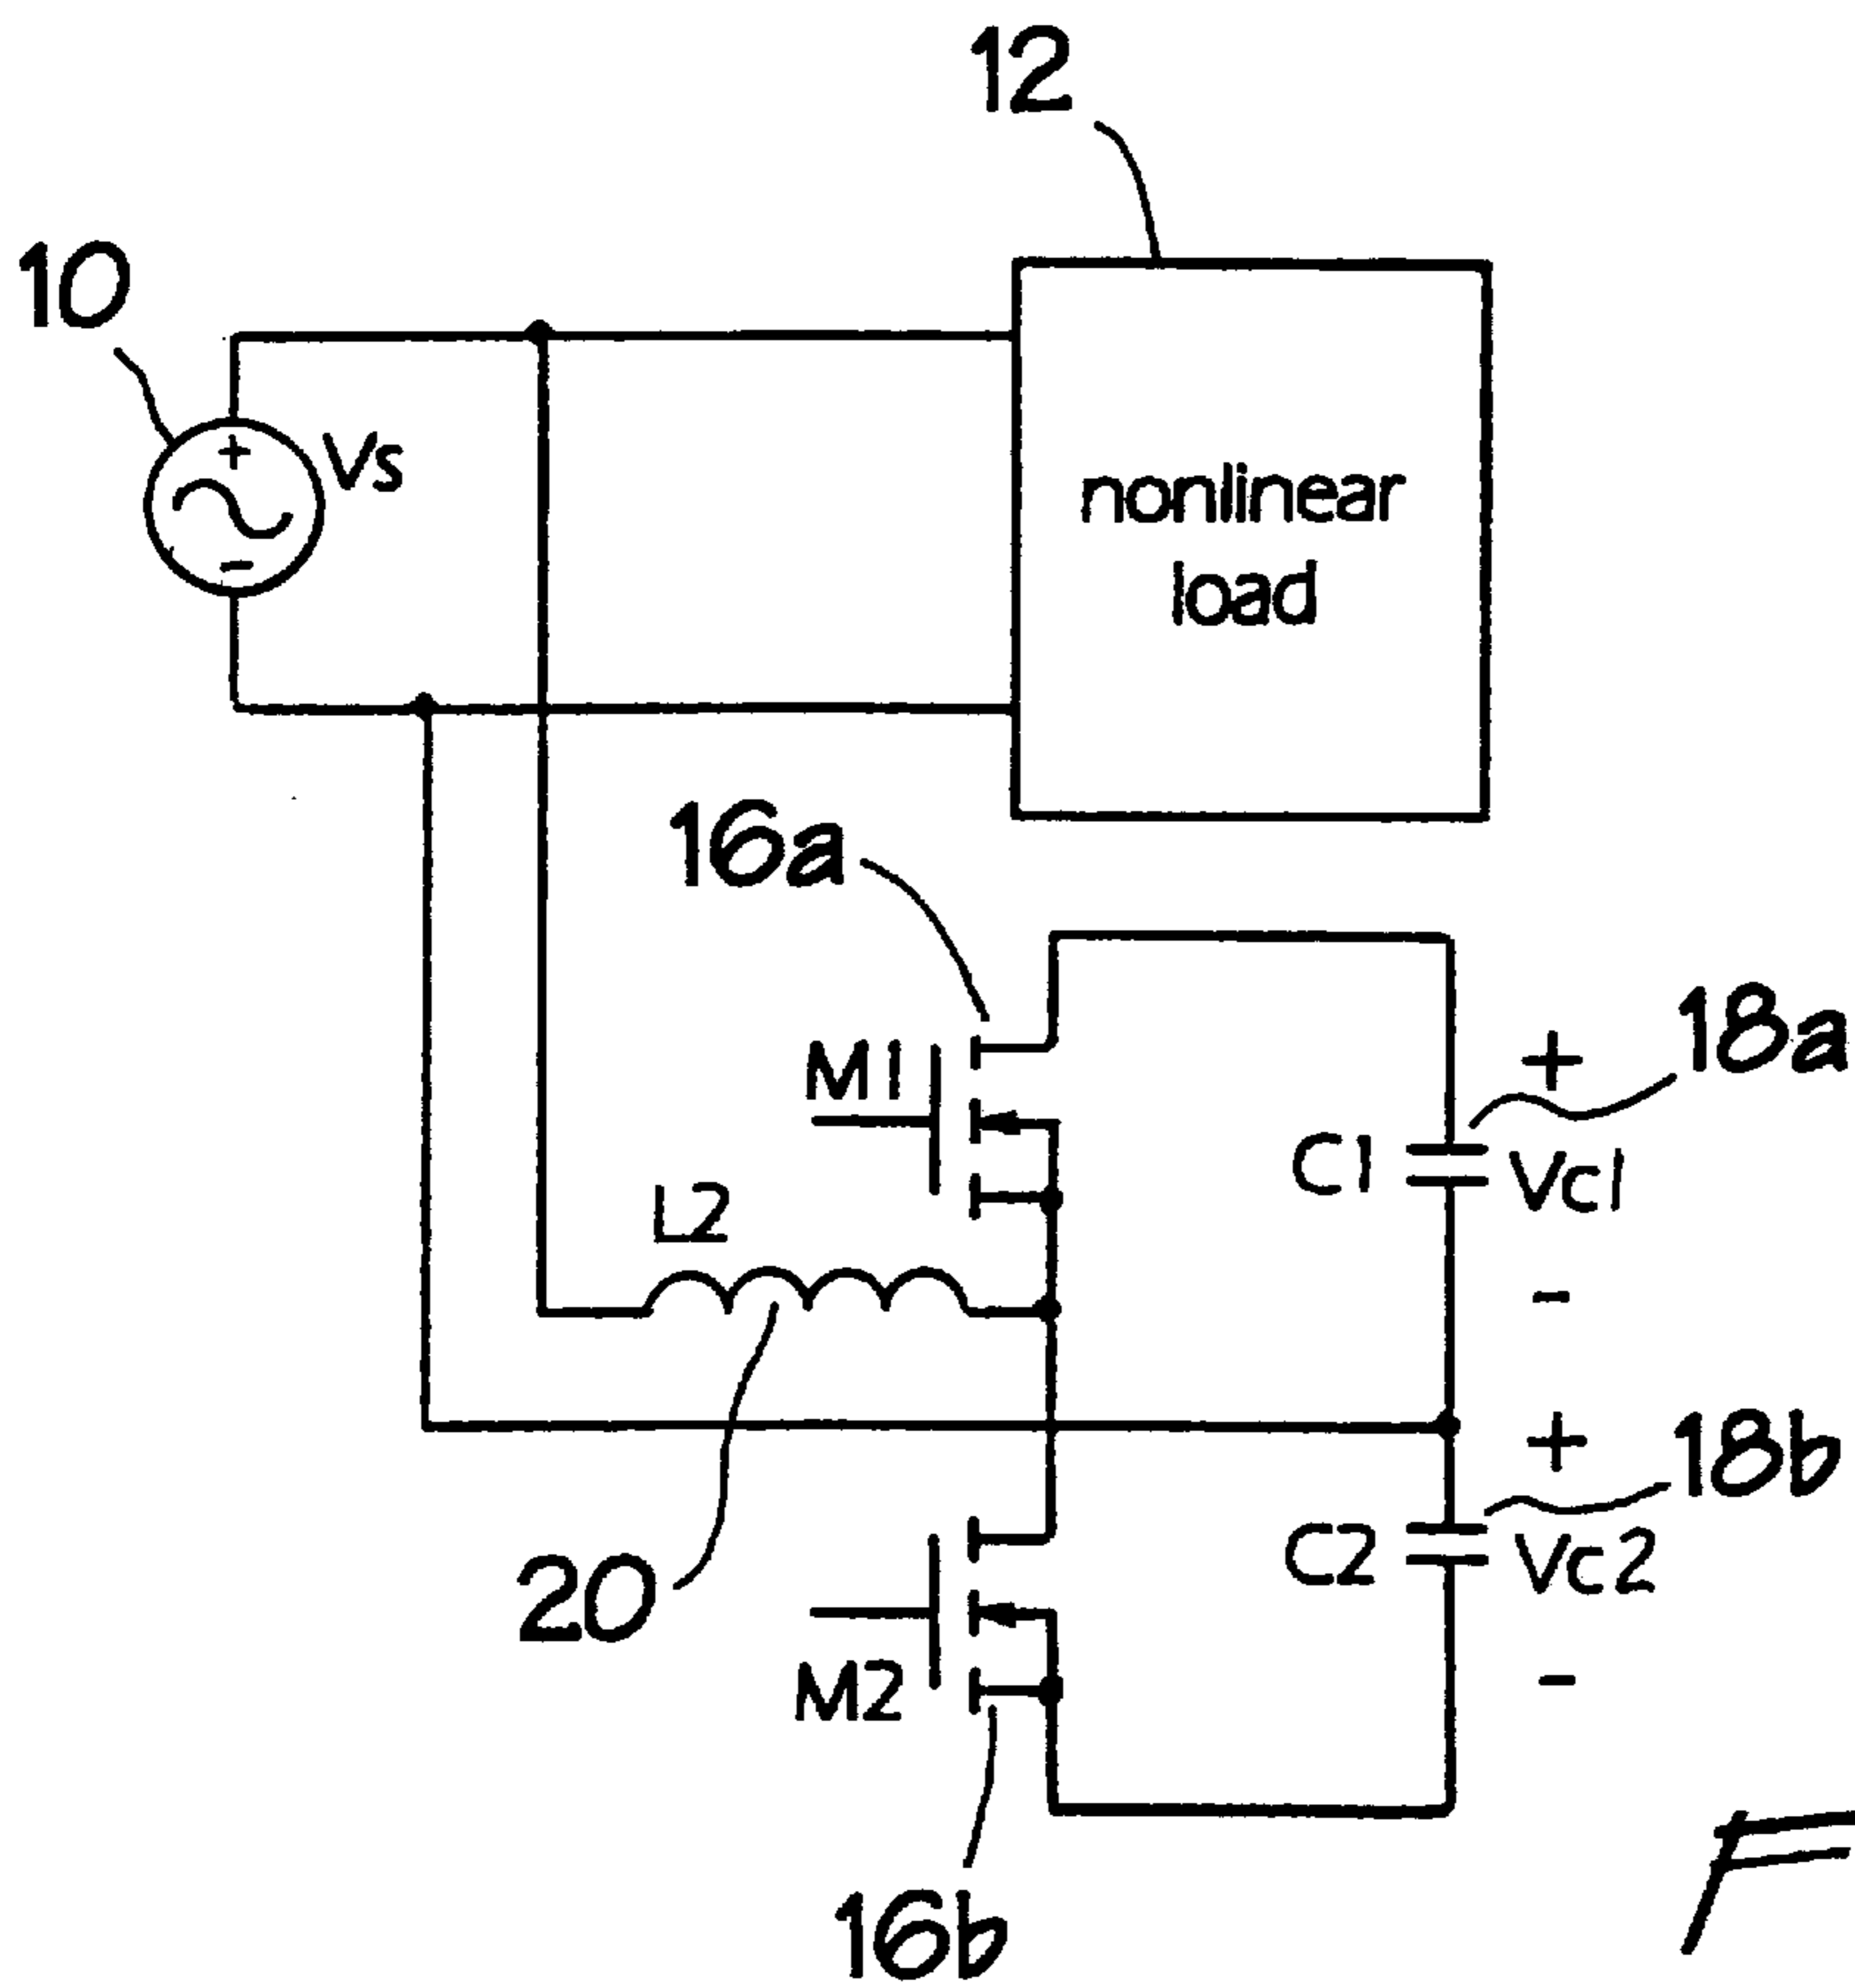 12
10
+
Vs
-
nonlinear
load
16a
18a
+
M1
C1
Vc1
L2
-
+
18b
C2
Vc2
20
M2
-
16b
F